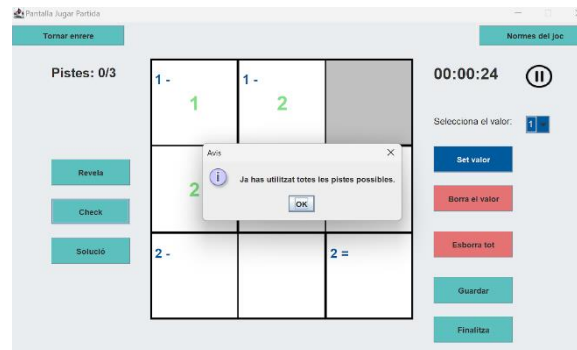 Pantalla Jugar Partida
Tornar enrere
Normes del joc
Pistes: 0/3
1 -
1 -
00:00:24
1
2
Selecciona el valor:
1
Avís
Set valor
Revela
2
Ja has utilitzat totes les pistes possibles.
Borra el valor
OK
Check
Solució
2 -
2 =
Esborra tot
Guardar
Finalitza